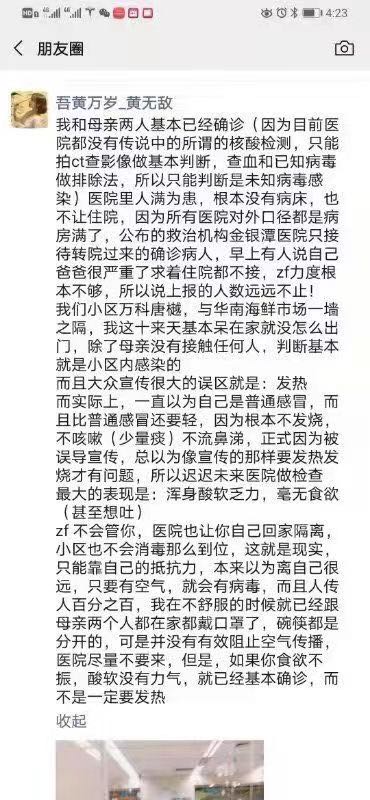 4:23
朋友圈
吾黄万岁_黄无敌
我和母亲两人基本已经确诊（因为目前医
院都没有传说中的所谓的核酸检测，只能
拍ct查影像做基本判断，查血和已知病毒
做排除法，所以只能判断是未知病毒感
染）医院里人满为患，根本没有病床，也
不让住院，因为所有医院对外口径都是病
房满了，公布的救治机构金银潭医院只接
待转院过来的确诊病人，早上有人说自己
爸爸很严重了求着住院都不接，zf力度根
本不够，所以说上报的人数远远不止！
我们小区万科唐樾，与华南海鲜市场一墙
之隔，我这十来天基本呆在家就没怎么出
门，除了母亲没有接触任何人，判断基本
就是小区内感染的
而且大众宣传很大的误区就是：发热
而实际上，一直以为自己是普通感冒，而
且比普通感冒还要轻，因为根本不发烧，
不咳嗽（少量痰）不流鼻涕，正式因为被
误导宣传，总以为像宣传的那样要发热发
烧才有问题，所以迟迟未来医院做检查
最大的表现是：浑身酸软乏力，毫无食欲
（甚至想吐）
zf 不会管你，医院也让你自己回家隔离，
小区也不会消毒那么到位，这就是现实，
只能靠自己的抵抗力，本来以为离自己很
远，只要有空气，就会有病毒，而且人传
人百分之百，我在不舒服的时候就已经跟
母亲两个人都在家都戴口罩了，碗筷都是
分开的，可是并没有有效阻止空气传播，
医院尽量不要来，但是，如果你食欲不
振，酸软没有力气，就已经基本确诊，而
不是一定要发热
收起